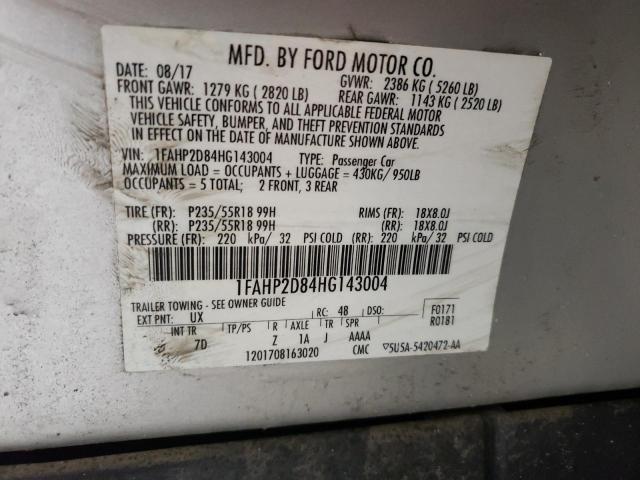 MFD. BY FORD MOTOR CO.
DATE: 08/17 GVWR: 2386 KG ( 5260 LB)
FRONT GAWR: 1279 KG ( 2820 LB) REAR GAWR: 1143 KG ( 2520 LB)
THIS VEHICLE CONFORMS TO ALL APPLICABLE FEDERAL MOTOR
VEHICLE SAFETY, BUMPER, AND THEFT PREVENTION STANDARDS
IN EFFECT ON THE DATE OF MANUFACTURE SHOWN ABOVE.
VIN: 1FAHP2D84HG143004 TYPE: Passenger Car
MAXIMUM LOAD = OCCUPANTS + LUGGAGE = 430KG/950LB
OCCUPANTS = 5 TOTAL; 2 FRONT, 3 REAR
TIRE (FR): P235/55R18 99H RIMS (FR): 18X8.0J
(RR): P235/55R18 99H (RR): 18X8.0J
PRESSURE (FR): 220 kPa/ 32 PSI COLD (RR): 220 kPa/ 32 PSI COLD
1FAHP2D84HG143004
TRAILER TOWING - SEE OWNER GUIDE
EXT PNT: UX RC: 48 DSO: F0171
R0181
INT TR TP/PS R AXLE TR SPR
7D Z 1A J AAAA
1201708163020 CMC ▽5U5A-5420472-AA